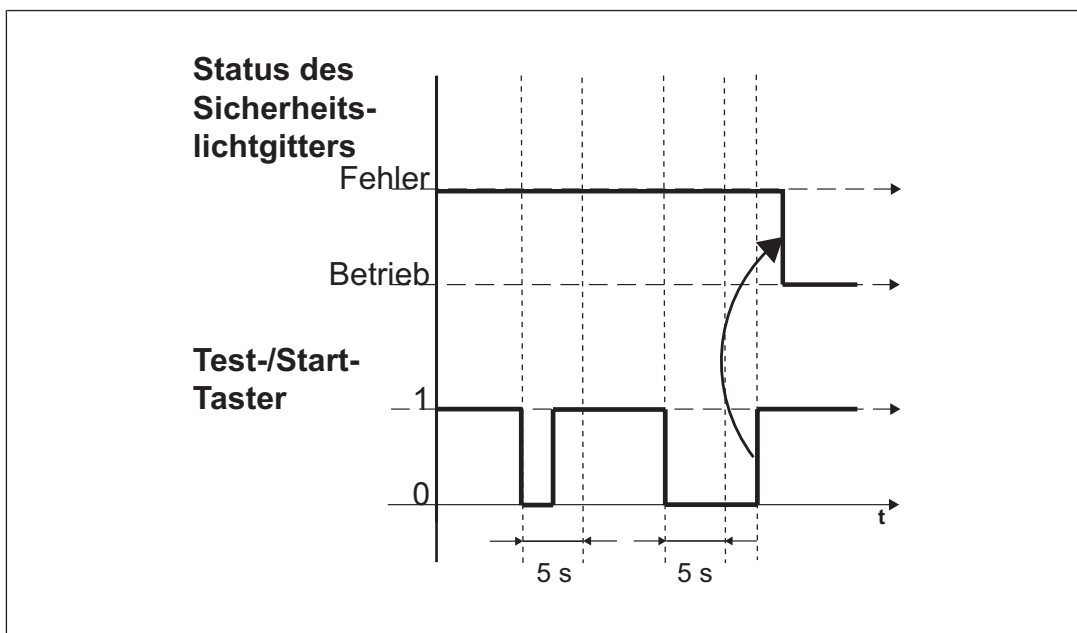 Status des
Sicherheits-
lichtgitters
Fehler
Betrieb
Test-/Start-
Taster
1
0
t
5 s
5 s